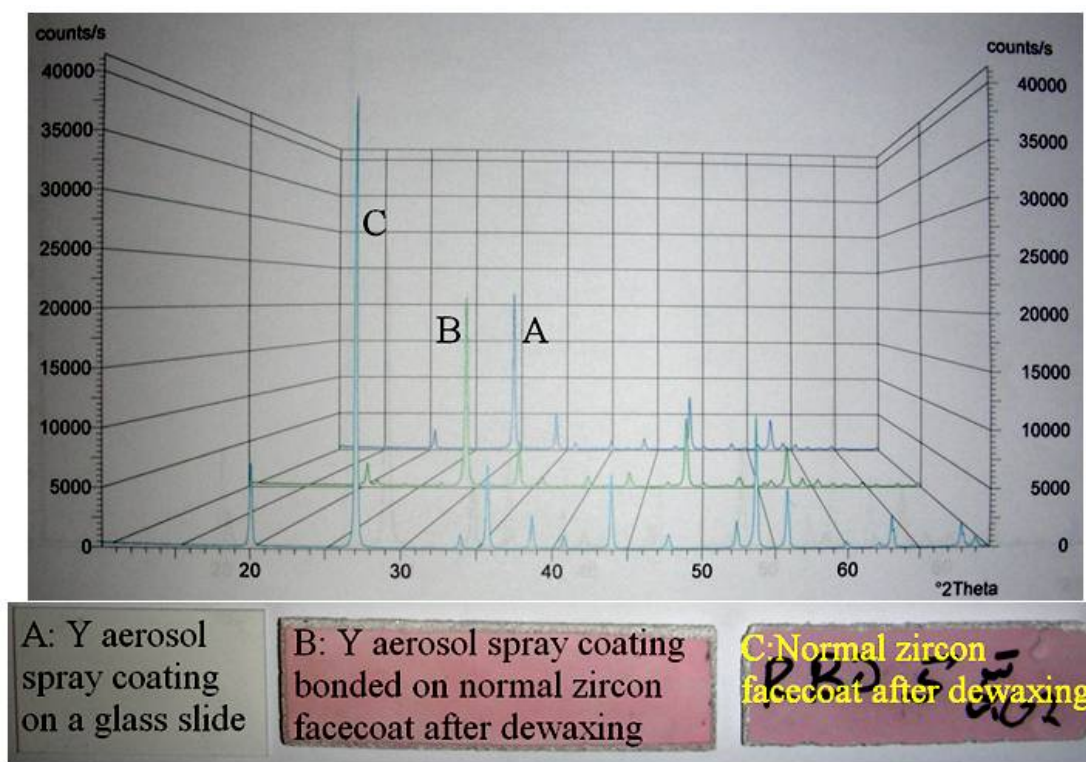 counts/s
counts/s
40000
40000
35000
35000
30000
30000
C
25000
25000
20000
20000
B
A
15000
15000
10000
10000
5000
5000
0
0
20
30
40
50
60
°2Theta
A: Y aerosol
spray coating
on a glass slide
B: Y aerosol spray coating
bonded on normal zircon
facecoat after dewaxing
C:Normal zircon
facecoat after dewaxing